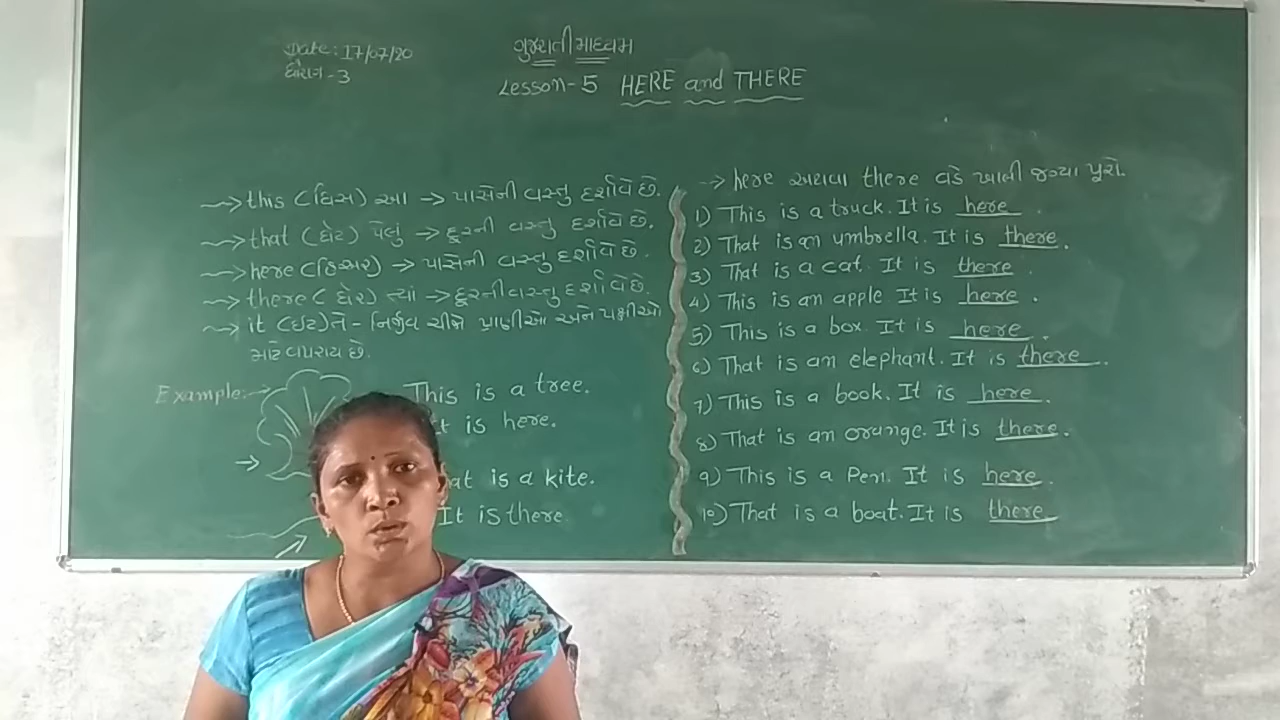 Date: 17/07/20
ધોરણ - 3
ગુજરાતી માધ્યમ
Lesson - 5 HERE and THERE
this (ધિસ) આ → પાસેની વસ્તુ દર્શાવે છે.
that (ધેટ) પેલું → દૂરની વસ્તુ દર્શાવે છે.
here (હિઅર) → પાસેની વસ્તુ દર્શાવે છે.
there (ધેર) ત્યાં → દૂરની વસ્તુ દર્શાવે છે.
it (ઇટ) તે - નિર્જીવ ચીજો પ્રાણીઓ અને પક્ષીઓ
માટે વપરાય છે.
Example:-
This is a tree.
is here.
is a kite.
It is there.
→ here અથવા there વડે ખાલી જગ્યા પૂરો.
1) This is a truck. It is here .
2) That is an umbrella. It is there .
3) That is a cat. It is there .
4) This is an apple. It is here .
5) This is a box. It is here .
6) That is an elephant. It is there .
7) This is a book. It is here .
8) That is an orange. It is there .
9) This is a Pen. It is here .
10) That is a boat. It is there